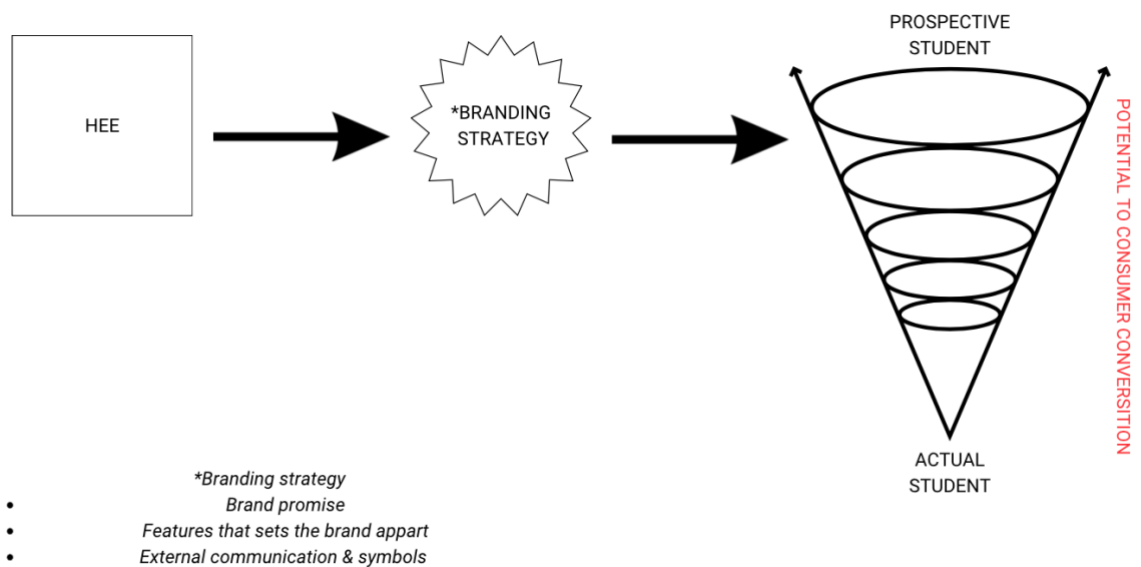 HEE
*BRANDING
STRATEGY
PROSPECTIVE
STUDENT
POTENTIAL TO CONSUMER CONVERSITION
ACTUAL
STUDENT
*Branding strategy
• Brand promise
• Features that sets the brand appart
• External communication & symbols